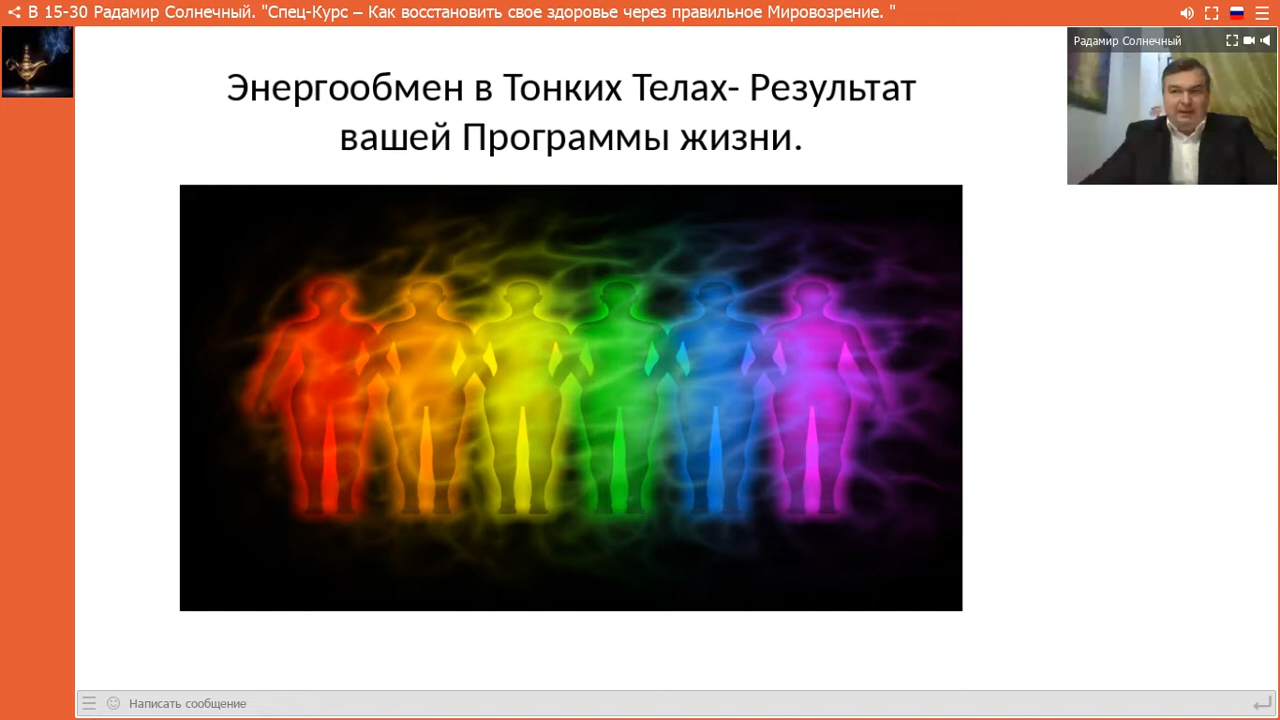 В 15-30 Радамир Солнечный. "Спец-Курс – Как восстановить свое здоровье через правильное Мировозрение. "
Радамир Солнечный
Энергообмен в Тонких Телах- Результат
вашей Программы жизни.
Написать сообщение